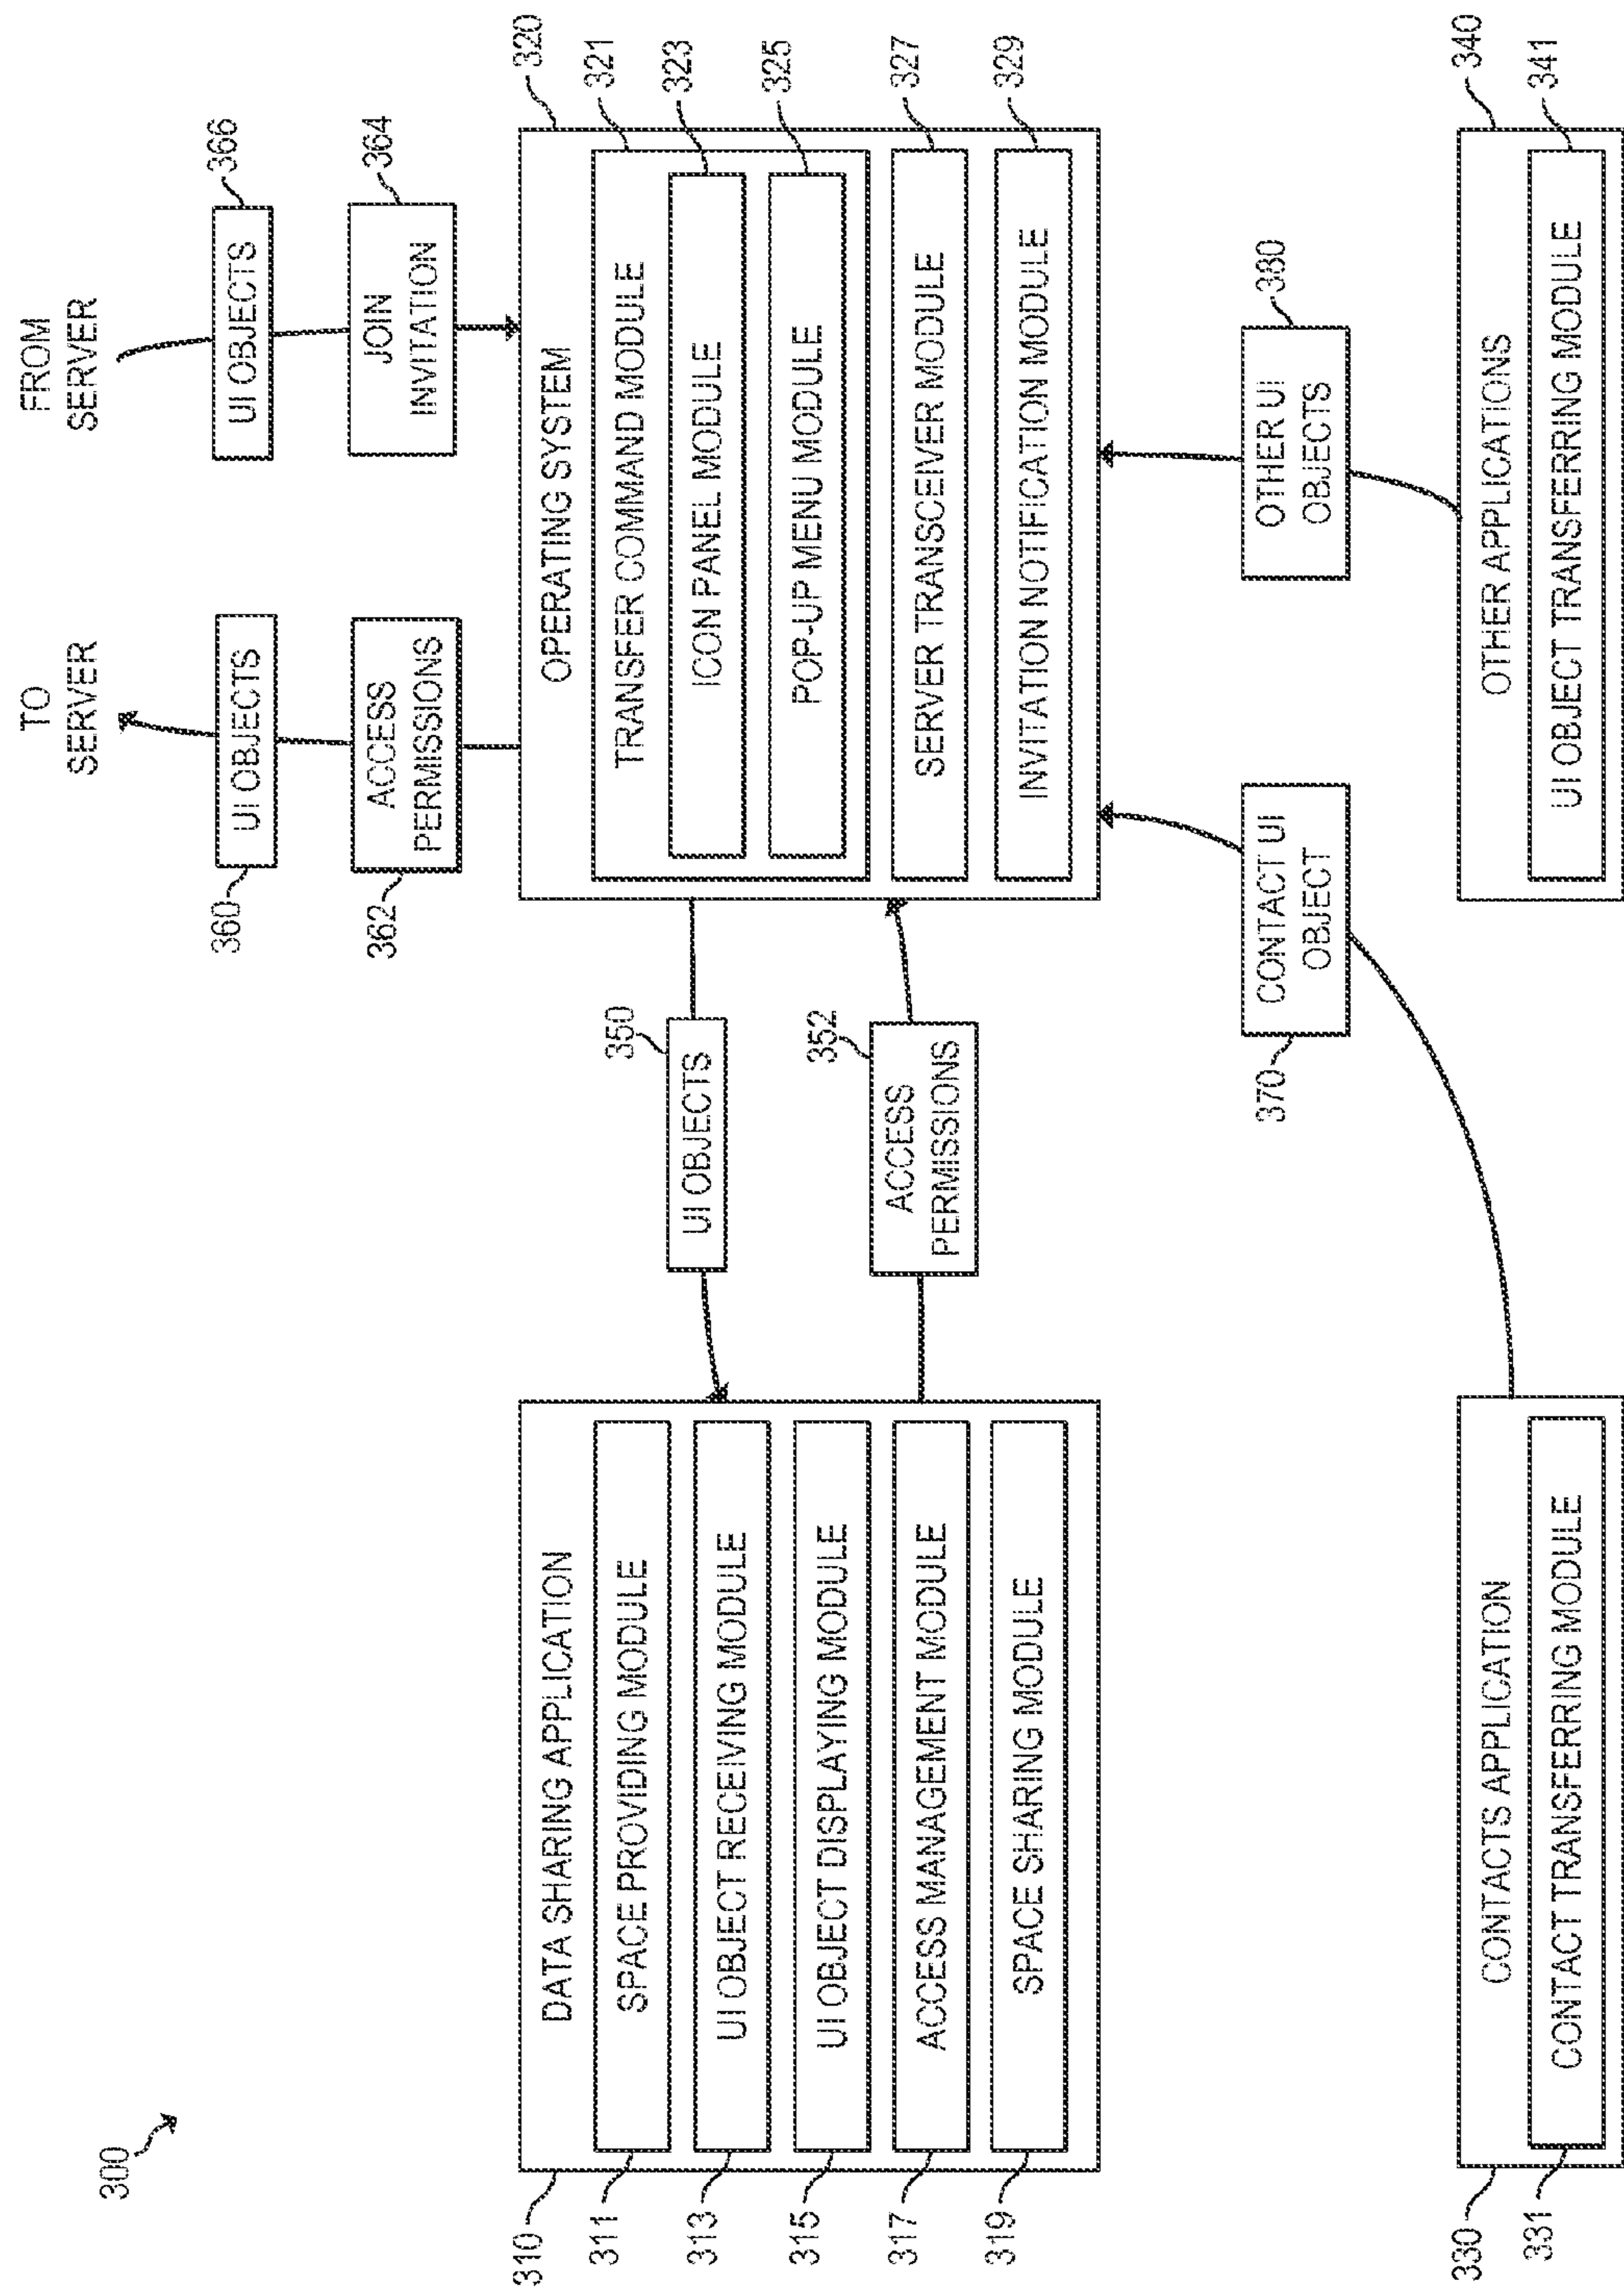 300
TO
SERVER
FROM
SERVER
360
UI OBJECTS
UI OBJECTS
366
362
ACCESS
PERMISSIONS
JOIN
INVITATION
364
310
DATA SHARING APPLICATION
311
SPACE PROVIDING MODULE
313
UI OBJECT RECEIVING MODULE
315
UI OBJECT DISPLAYING MODULE
317
ACCESS MANAGEMENT MODULE
319
SPACE SHARING MODULE
350
UI OBJECTS
352
ACCESS
PERMISSIONS
320
OPERATING SYSTEM
321
TRANSFER COMMAND MODULE
323
ICON PANEL MODULE
325
POP-UP MENU MODULE
327
SERVER TRANSCEIVER MODULE
329
INVITATION NOTIFICATION MODULE
370
CONTACT UI
OBJECT
OTHER UI
OBJECTS
380
330
CONTACTS APPLICATION
331
CONTACT TRANSFERRING MODULE
340
OTHER APPLICATIONS
341
UI OBJECT TRANSFERRING MODULE